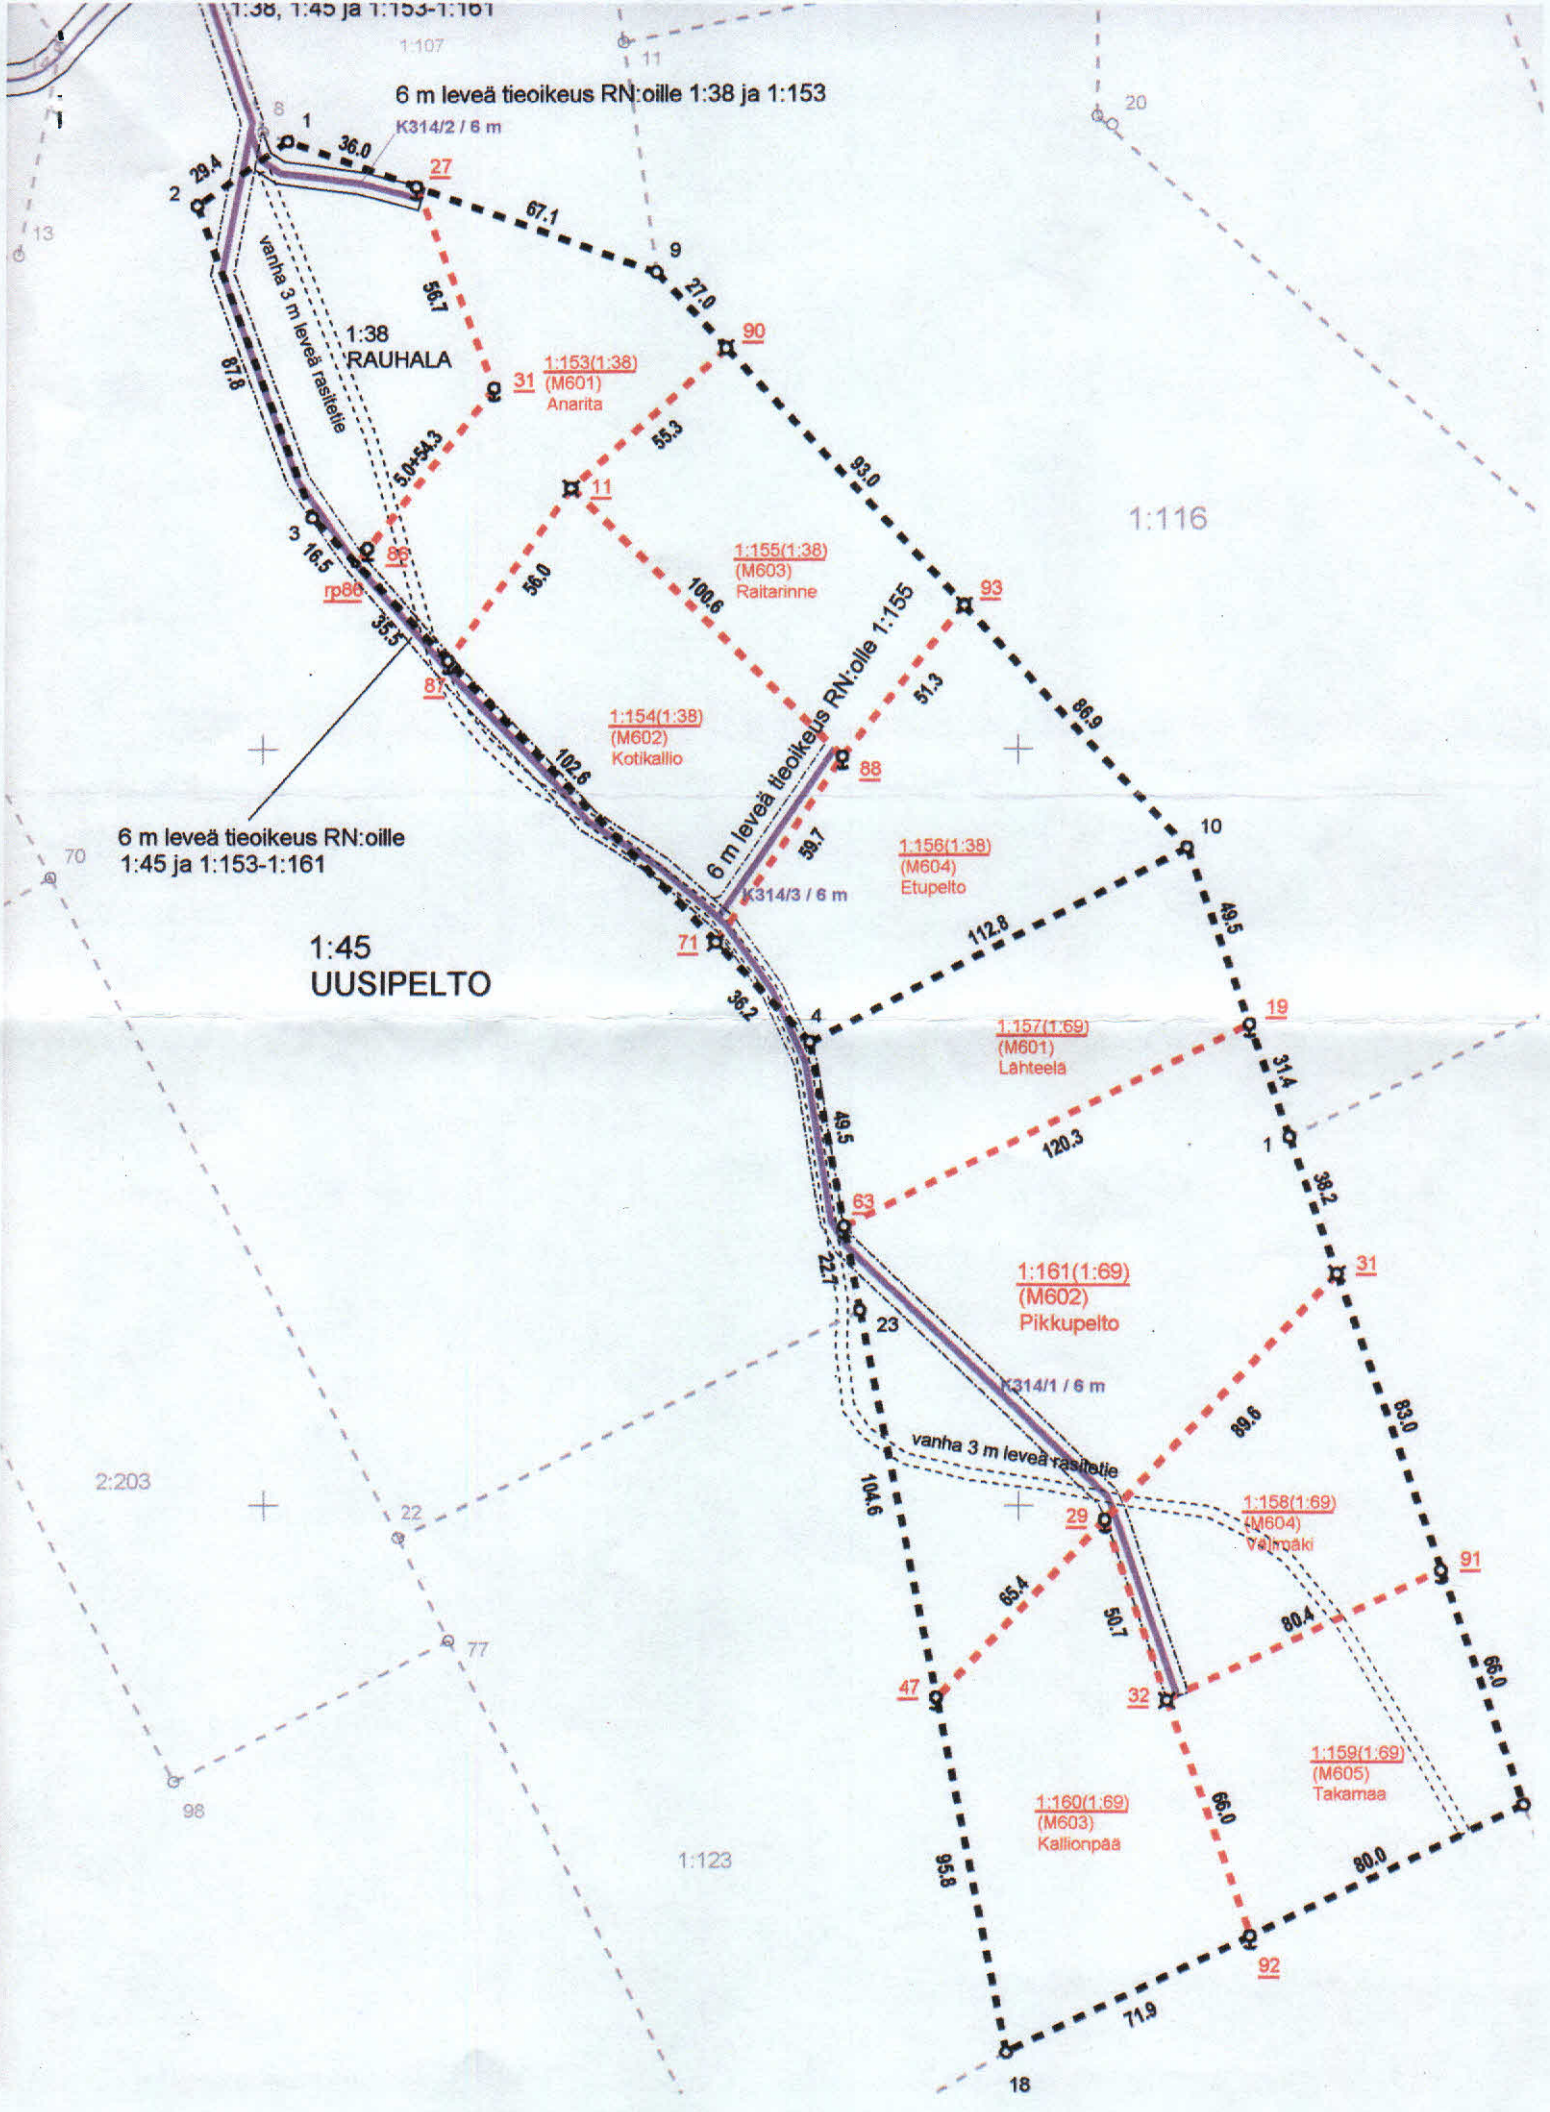 1:38, 1:45 ja 1:153-1:161
1:107
11
6 m leveä tieoikeus RN:oille 1:38 ja 1:153
K314/2 / 6 m
20
8
1
36.0
27
29.4
2
67.1
13
9
27.0
vanha 3 m leveä rasitetie
56.7
90
1:38
RAUHALA
87.8
31
1:153(1:38)
(M601)
Anarita
5.0+54.3
55.3
93.0
11
1:116
3
16.5
86
rp86
56.0
100.6
1:155(1:38)
(M603)
Raitarinne
93
35.5
87
6 m leveä tieoikeus RN:olle 1:155
51.3
86.9
1:154(1:38)
(M602)
Kotikallio
102.6
88
59.7
10
6 m leveä tieoikeus RN:oille
1:45 ja 1:153-1:161
70
1:156(1:38)
(M604)
Etupelto
K314/3 / 6 m
112.8
49.5
1:45
UUSIPELTO
71
36.2
4
19
1:157(1:69)
(M601)
Lähteelä
31.4
49.5
120.3
1
38.2
63
22.7
1:161(1:69)
(M602)
Pikkupelto
31
23
K314/1 / 6 m
83.0
89.6
vanha 3 m leveä rasitetie
2:203
104.6
22
29
1:158(1:69)
(M604)
Välimäki
91
65.4
50.7
80.4
77
66.0
47
32
1:159(1:69)
(M605)
Takamaa
98
1:160(1:69)
(M603)
Kallionpää
66.0
1:123
95.8
80.0
92
71.9
18